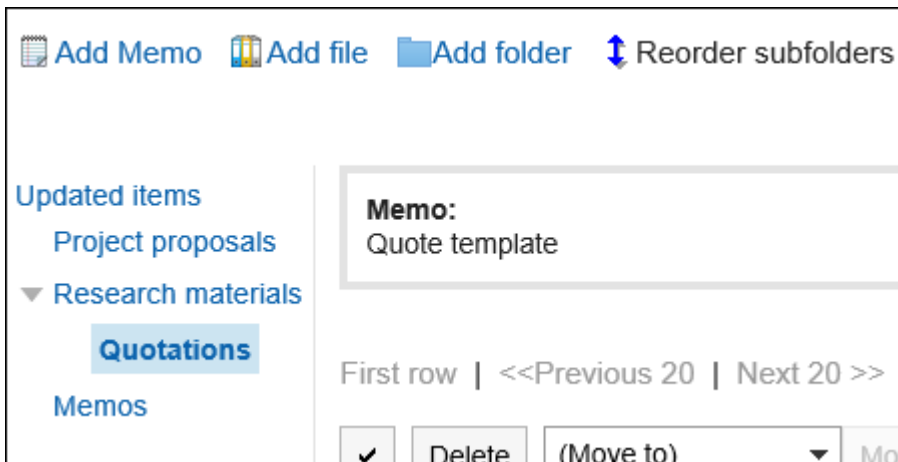 Add Memo Add file Add folder Reorder subfolders
Updated items
Project proposals
Research materials
Quotations
Memos
Memo:
Quote template
First row | <<Previous 20 | Next 20 >>
Delete (Move to)